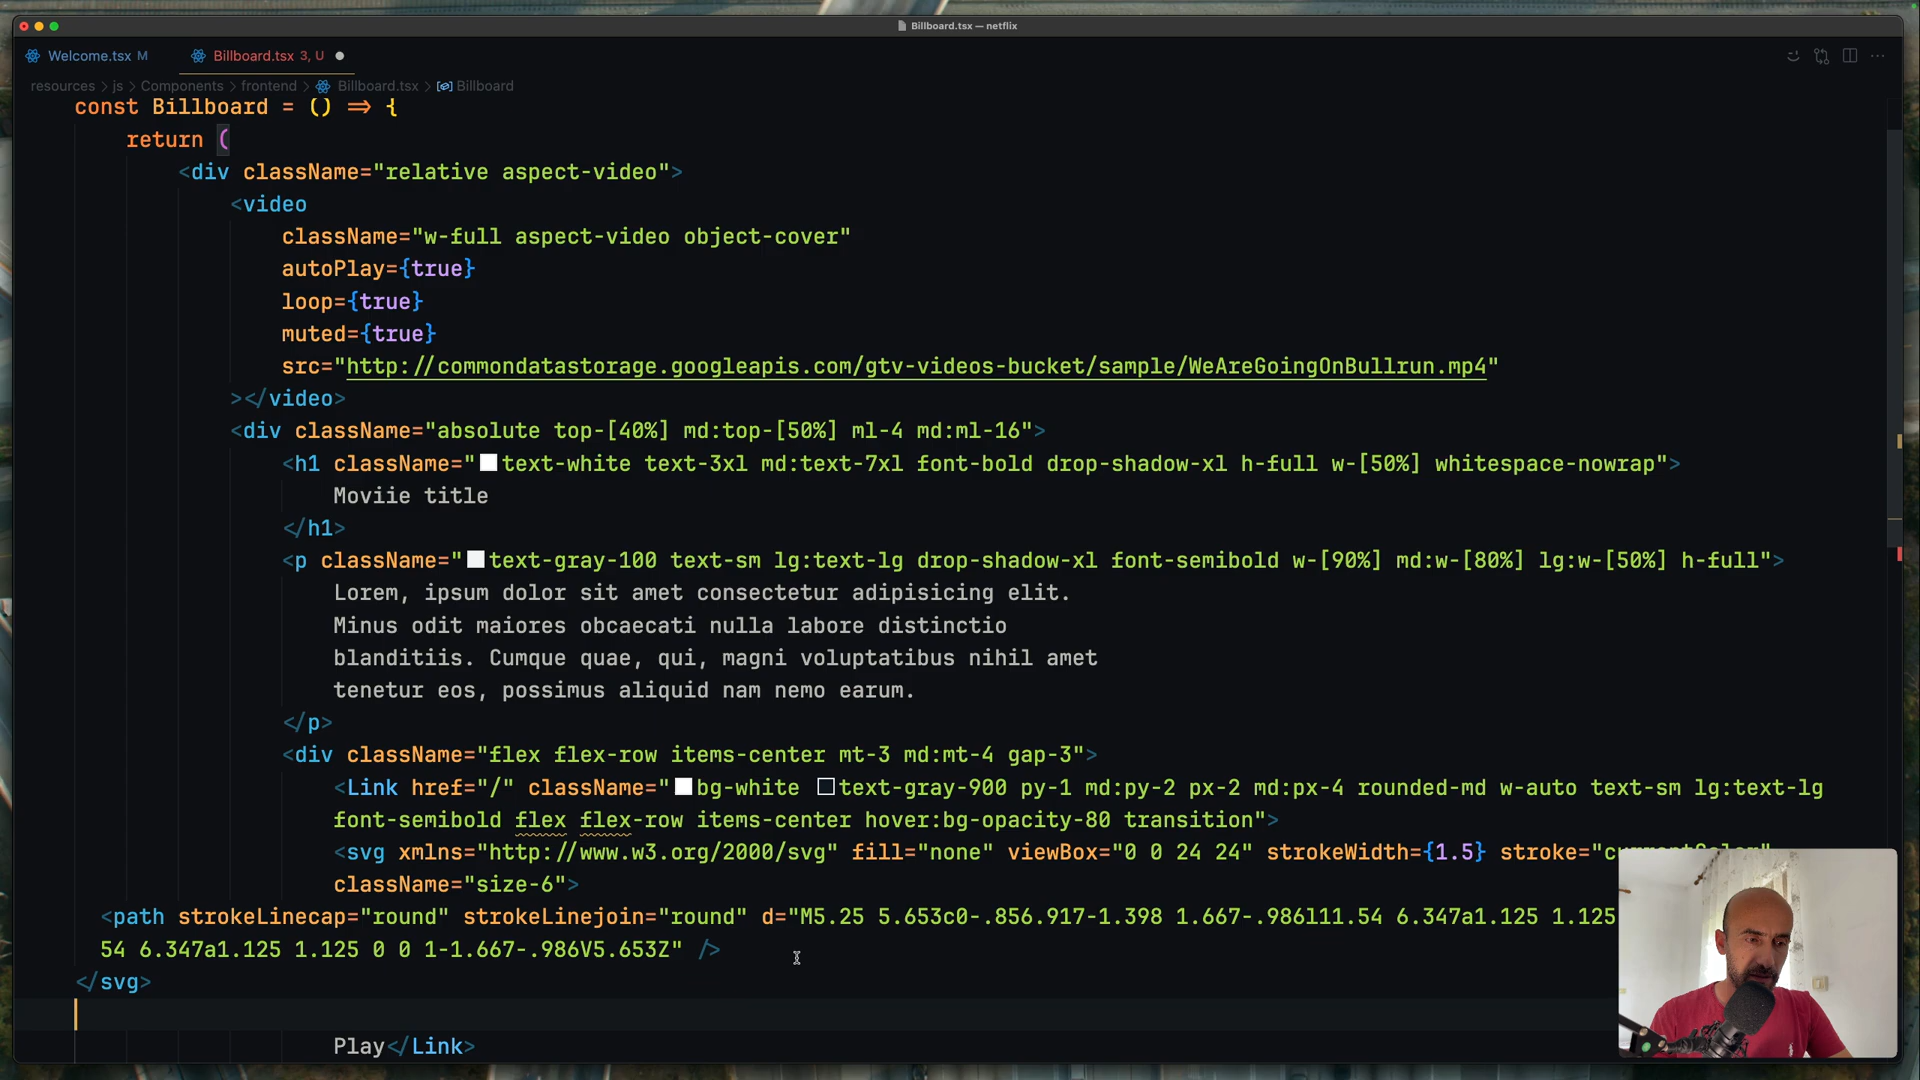 Billboard.tsx — netflix
Welcome.tsx M
Billboard.tsx 3, U
resources > js > Components > frontend > Billboard.tsx > Billboard
const Billboard = () => {
return (
<div className="relative aspect-video">
<video
className="w-full aspect-video object-cover"
autoPlay={true}
loop={true}
muted={true}
src="http://commondatastorage.googleapis.com/gtv-videos-bucket/sample/WeAreGoingOnBullrun.mp4"
></video>
<div className="absolute top-[40%] md:top-[50%] ml-4 md:ml-16">
<h1 className="text-white text-3xl md:text-7xl font-bold drop-shadow-xl h-full w-[50%] whitespace-nowrap">
Moviie title
</h1>
<p className="text-gray-100 text-sm lg:text-lg drop-shadow-xl font-semibold w-[90%] md:w-[80%] lg:w-[50%] h-full">
Lorem, ipsum dolor sit amet consectetur adipisicing elit.
Minus odit maiores obcaecati nulla labore distinctio
blanditiis. Cumque quae, qui, magni voluptatibus nihil amet
tenetur eos, possimus aliquid nam nemo earum.
</p>
<div className="flex flex-row items-center mt-3 md:mt-4 gap-3">
<Link href="/" className="bg-white text-gray-900 py-1 md:py-2 px-2 md:px-4 rounded-md w-auto text-sm lg:text-lg
font-semibold flex flex-row items-center hover:bg-opacity-80 transition">
<svg xmlns="http://www.w3.org/2000/svg" fill="none" viewBox="0 0 24 24" strokeWidth={1.5} stroke="currentColor"
className="size-6">
<path strokeLinecap="round" strokeLinejoin="round" d="M5.25 5.653c0-.856.917-1.398 1.667-.986l11.54 6.347a1.125 1.125
54 6.347a1.125 1.125 0 0 1-1.667-.986V5.653Z" />
</svg>
Play</Link>